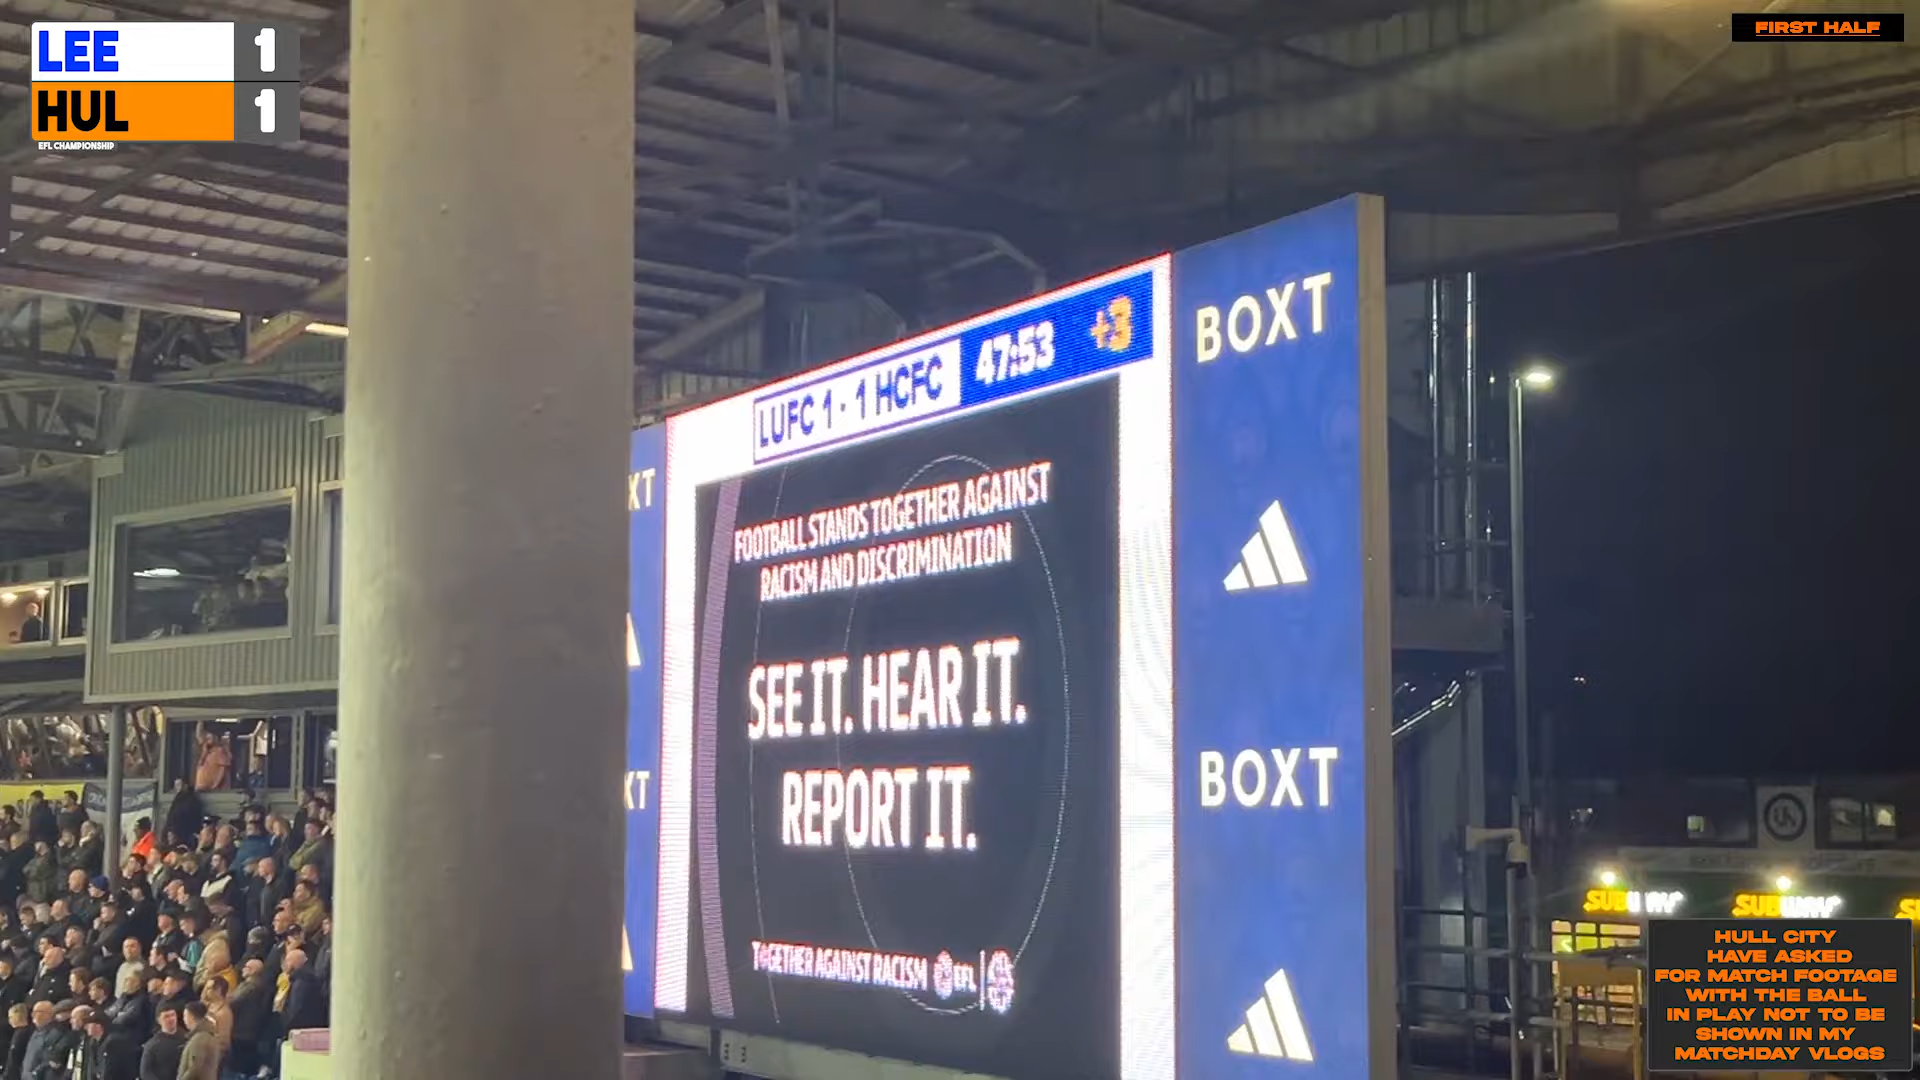 LEE 1
HUL 1
EFL CHAMPIONSHIP
FIRST HALF
LUFC 1 - 1 HCFC 47:53 +3
FOOTBALL STANDS TOGETHER AGAINST
RACISM AND DISCRIMINATION
SEE IT. HEAR IT.
REPORT IT.
TOGETHER AGAINST RACISM EFL
BOXT
BOXT
XT
XT
SUBWAY
SUBWAY
HULL CITY
HAVE ASKED
FOR MATCH FOOTAGE
WITH THE BALL
IN PLAY NOT TO BE
SHOWN IN MY
MATCHDAY VLOGS